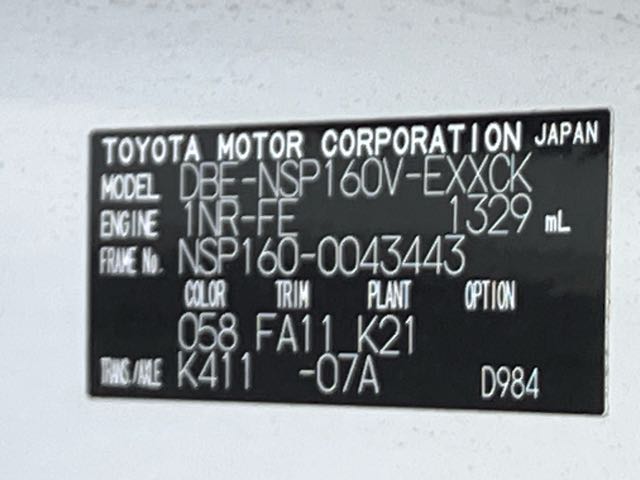 TOYOTA MOTOR CORPORATION JAPAN
MODEL DBE-NSP160V-EXXCK
ENGINE 1NR-FE 1329 mL
FRAME No. NSP160-0043443
COLOR TRIM PLANT OPTION
058 FA11 K21
TRANS./AXLE K411 -07A D984